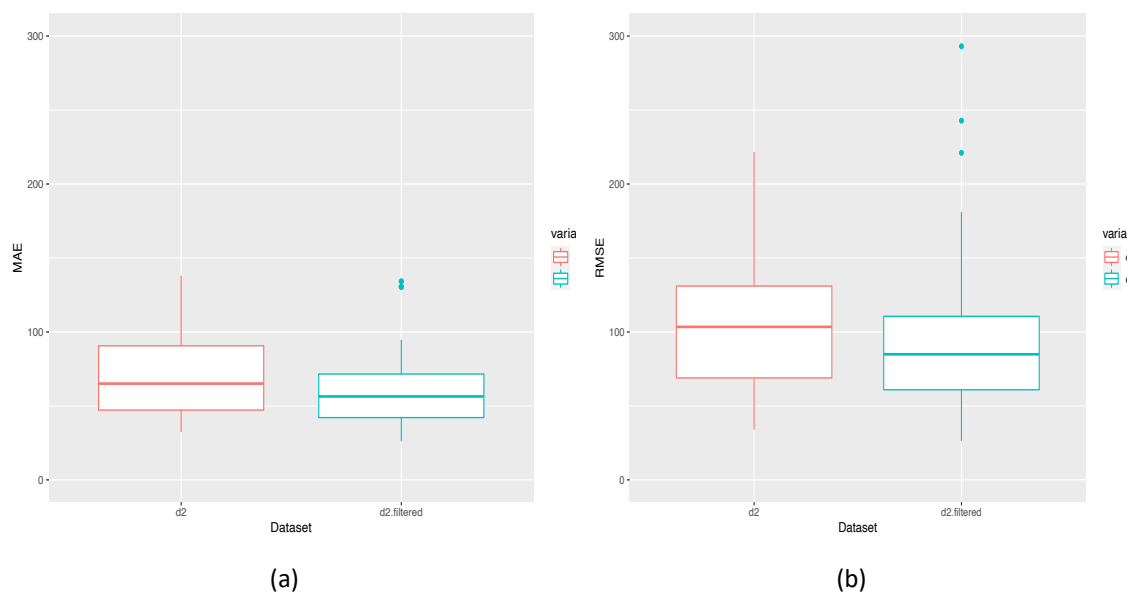 300
200
100
0
MAE
d2
d2.filtered
Dataset
varia
(a)
300
200
100
0
RMSE
d2
d2.filtered
Dataset
varia
(b)